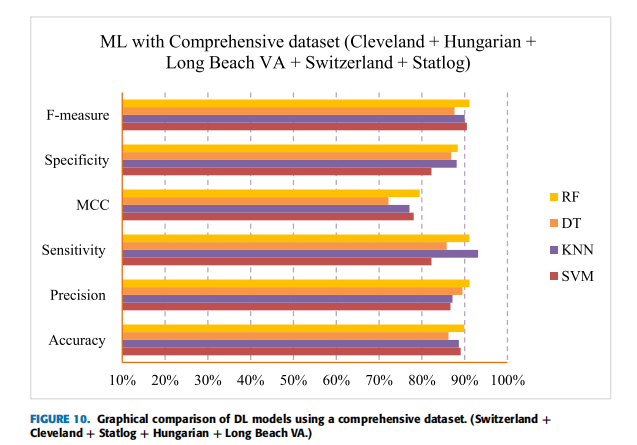 ML with Comprehensive dataset (Cleveland + Hungarian +
Long Beach VA + Switzerland + Statlog)
F-measure
Specificity
MCC
Sensitivity
Precision
Accuracy
RF
DT
KNN
SVM
10% 20% 30% 40% 50% 60% 70% 80% 90% 100%
FIGURE 10. Graphical comparison of DL models using a comprehensive dataset. (Switzerland +
Cleveland + Statlog + Hungarian + Long Beach VA.)